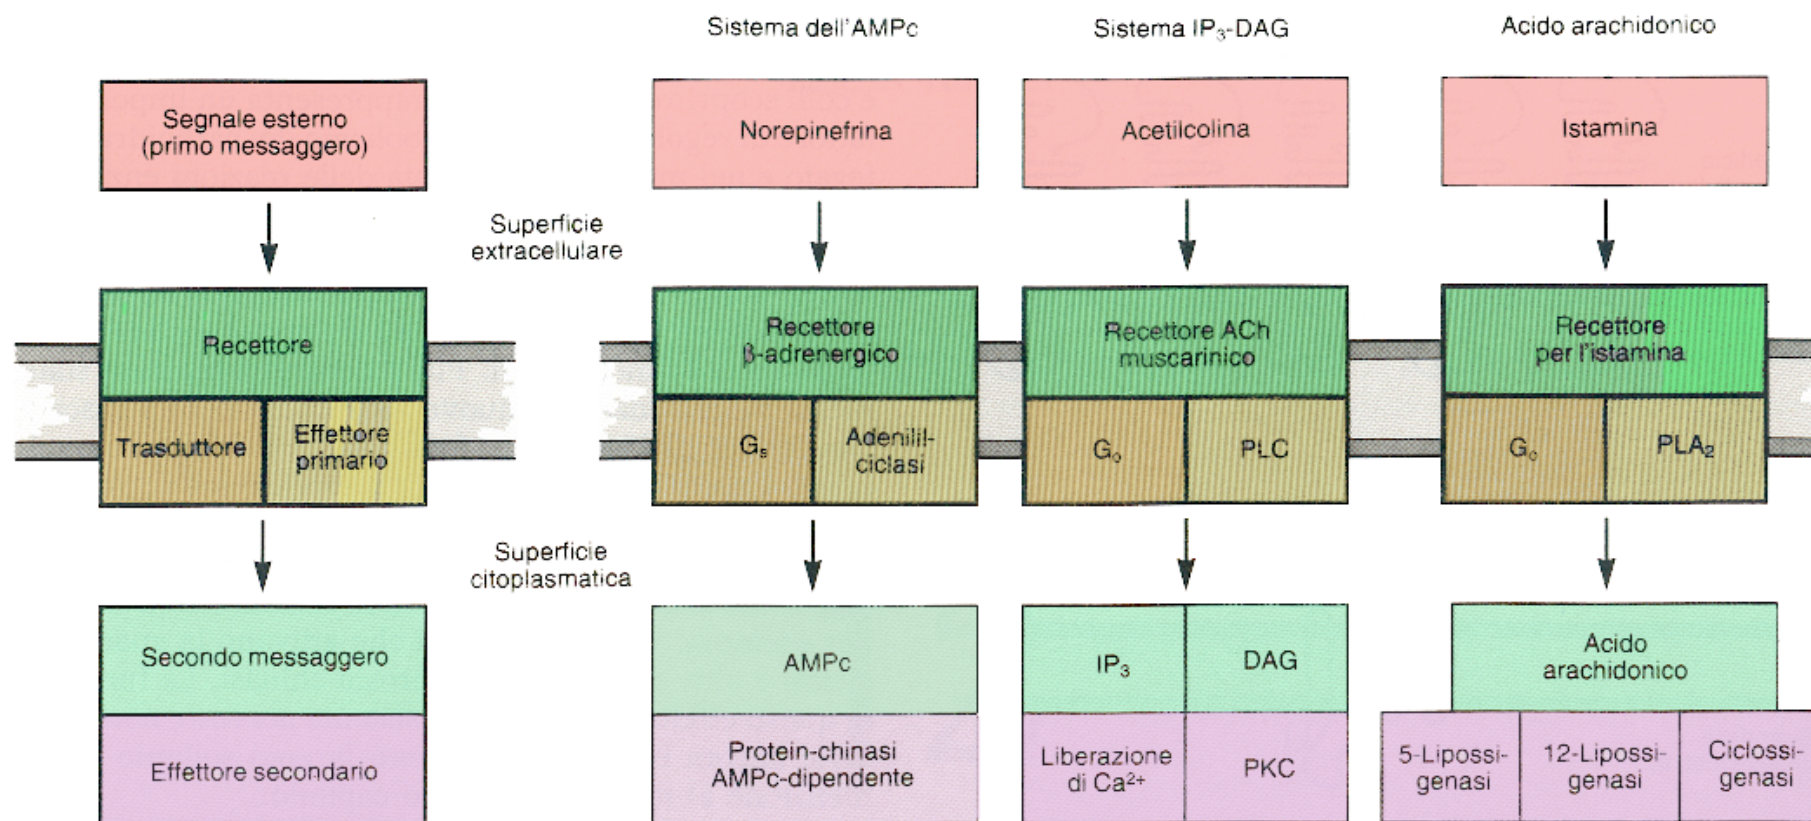 Sistema dell'AMPc
Sistema IP₃-DAG
Acido arachidonico
Segnale esterno
(primo messaggero)
Norepinefrina
Acetilcolina
Istamina
Superficie
extracellulare
Recettore
Recettore
β-adrenergico
Recettore ACh
muscarinico
Recettore
per l'istamina
Trasduttore
Effettore
primario
Gₛ
Adenilil-
ciclasi
Gₒ
PLC
Gₒ
PLA₂
Superficie
citoplasmatica
Secondo messaggero
AMPc
IP₃
DAG
Acido
arachidonico
Effettore secondario
Protein-chinasi
AMPc-dipendente
Liberazione
di Ca²⁺
PKC
5-Lipossi-
genasi
12-Lipossi-
genasi
Ciclossi-
genasi